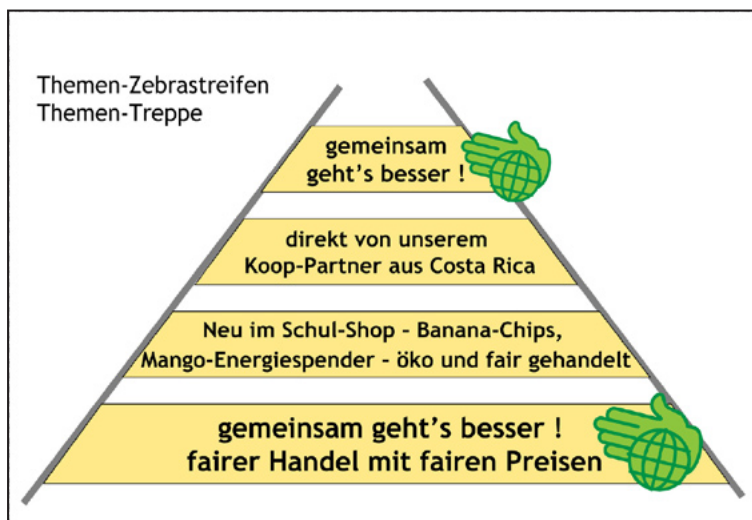 Themen-Zebrastreifen
Themen-Treppe
gemeinsam
geht's besser !
direkt von unserem
Koop-Partner aus Costa Rica
Neu im Schul-Shop - Banana-Chips,
Mango-Energiespender - öko und fair gehandelt
gemeinsam geht's besser !
fairer Handel mit fairen Preisen